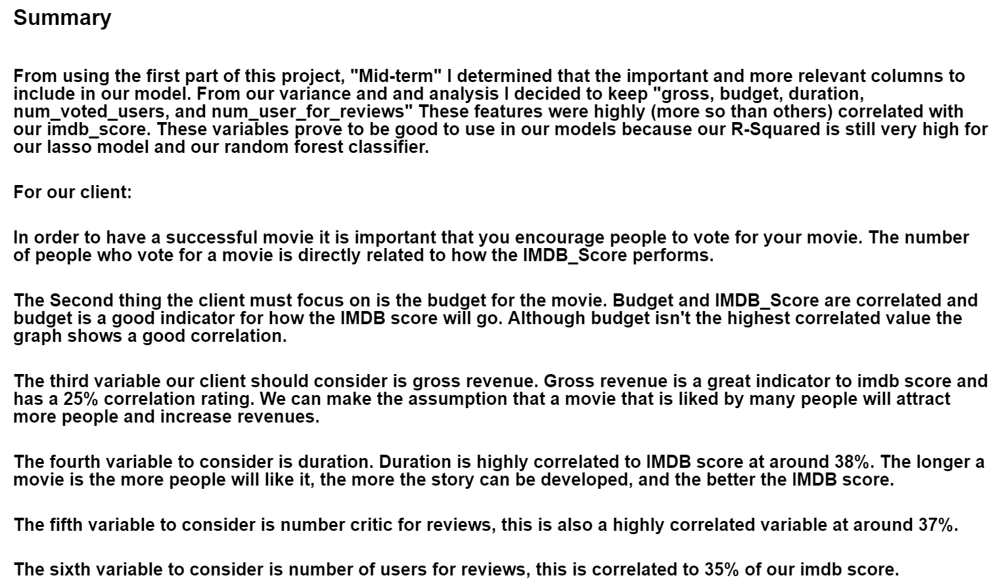 Summary
From using the first part of this project, "Mid-term" I determined that the important and more relevant columns to
include in our model. From our variance and and analysis I decided to keep "gross, budget, duration,
num_voted_users, and num_user_for_reviews" These features were highly (more so than others) correlated with
our imdb_score. These variables prove to be good to use in our models because our R-Squared is still very high for
our lasso model and our random forest classifier.
For our client:
In order to have a successful movie it is important that you encourage people to vote for your movie. The number
of people who vote for a movie is directly related to how the IMDB_Score performs.
The Second thing the client must focus on is the budget for the movie. Budget and IMDB_Score are correlated and
budget is a good indicator for how the IMDB score will go. Although budget isn't the highest correlated value the
graph shows a good correlation.
The third variable our client should consider is gross revenue. Gross revenue is a great indicator to imdb score and
has a 25% correlation rating. We can make the assumption that a movie that is liked by many people will attract
more people and increase revenues.
The fourth variable to consider is duration. Duration is highly correlated to IMDB score at around 38%. The longer a
movie is the more people will like it, the more the story can be developed, and the better the IMDB score.
The fifth variable to consider is number critic for reviews, this is also a highly correlated variable at around 37%.
The sixth variable to consider is number of users for reviews, this is correlated to 35% of our imdb score.